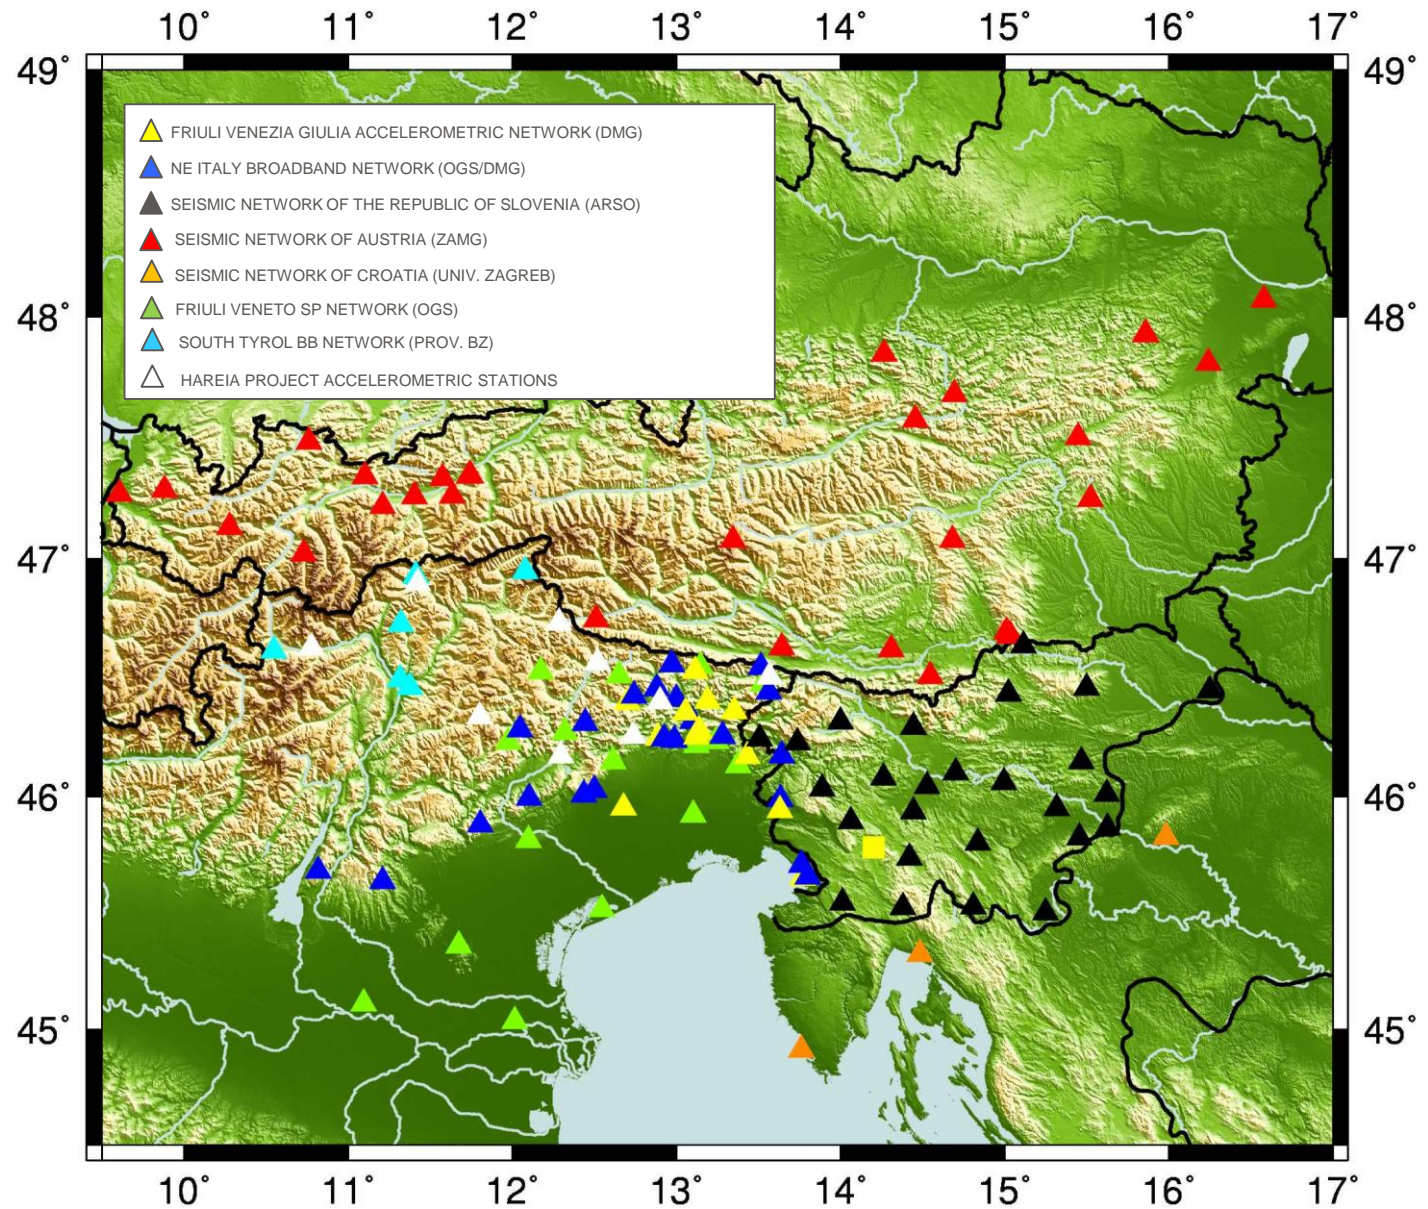 10° 11° 12° 13° 14° 15° 16° 17°
49° 49°
FRIULI VENEZIA GIULIA ACCELEROMETRIC NETWORK (DMG)
NE ITALY BROADBAND NETWORK (OGS/DMG)
SEISMIC NETWORK OF THE REPUBLIC OF SLOVENIA (ARSO)
SEISMIC NETWORK OF AUSTRIA (ZAMG)
SEISMIC NETWORK OF CROATIA (UNIV. ZAGREB)
FRIULI VENETO SP NETWORK (OGS)
SOUTH TYROL BB NETWORK (PROV. BZ)
HAREIA PROJECT ACCELEROMETRIC STATIONS
48° 48°
47° 47°
46° 46°
45° 45°
10° 11° 12° 13° 14° 15° 16° 17°